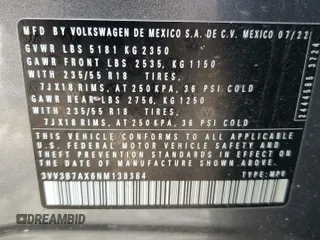 MFD BY VOLKSWAGEN DE MEXICO S.A. DE C.V. MEXICO 07/22
GVWR LBS 5181 KG 2350
GAWR FRONT LBS 2535, KG 1150
WITH 235/55 R18 TIRES.
7JX18 RIMS, AT 250 KPA, 36 PSI COLD
GAWR REAR LBS 2756, KG 1250
WITH 235/55 R18 TIRES.
7JX18 RIMS, AT 250 KPA, 36 PSI COLD
THIS VEHICLE CONFORMS TO ALL APPLICABLE
U.S. FEDERAL MOTOR VEHICLE SAFETY
STANDARDS IN EFFECT ON THE DATE OF
MANUFACTURE SHOWN ABOVE.
3VV3B7AX6NM138384 TYPE: MPV
DREAMBID